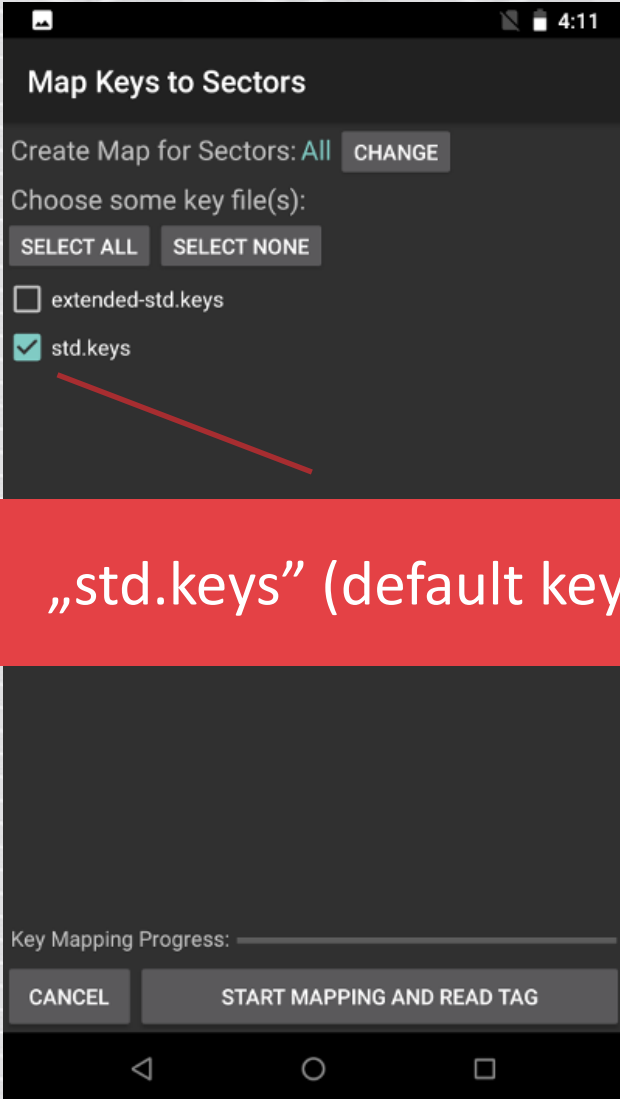 4:11
Map Keys to Sectors
Create Map for Sectors: All CHANGE
Choose some key file(s):
SELECT ALL SELECT NONE
extended-std.keys
std.keys
„std.keys” (default key
Key Mapping Progress:
CANCEL START MAPPING AND READ TAG